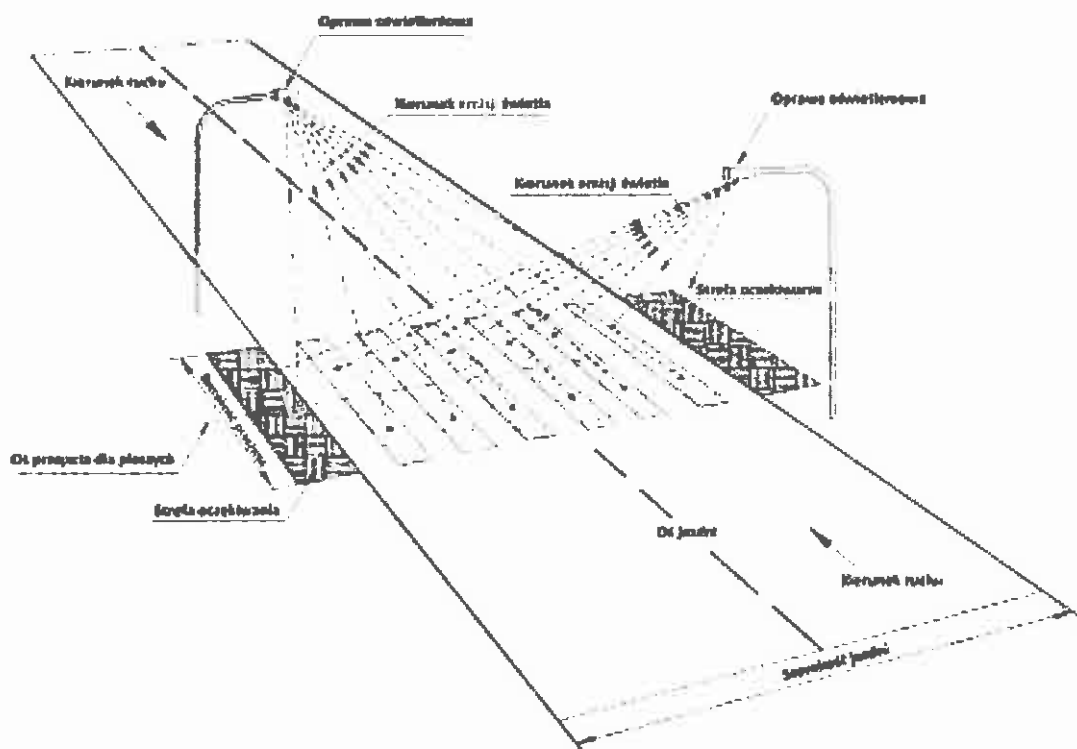 Oprawa oświetleniowa
Kierunek ruchu
Kierunek emisji światła
Oprawa oświetleniowa
Kierunek emisji światła
Strefa oczekiwania
Oś przejścia dla pieszych
Strefa oczekiwania
Oś jezdni
Kierunek ruchu
Szerokość jezdni